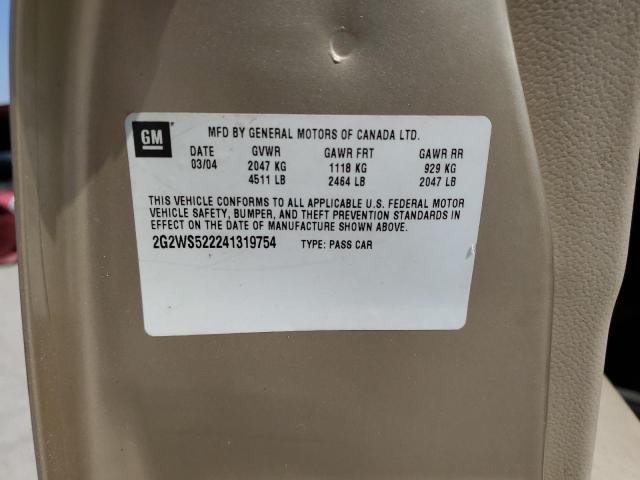 GM
MFD BY GENERAL MOTORS OF CANADA LTD.
DATE GVWR GAWR FRT GAWR RR
03/04 2047 KG 1118 KG 929 KG
4511 LB 2464 LB 2047 LB
THIS VEHICLE CONFORMS TO ALL APPLICABLE U.S. FEDERAL MOTOR
VEHICLE SAFETY, BUMPER, AND THEFT PREVENTION STANDARDS IN
EFFECT ON THE DATE OF MANUFACTURE SHOWN ABOVE.
2G2WS522241319754 TYPE: PASS CAR